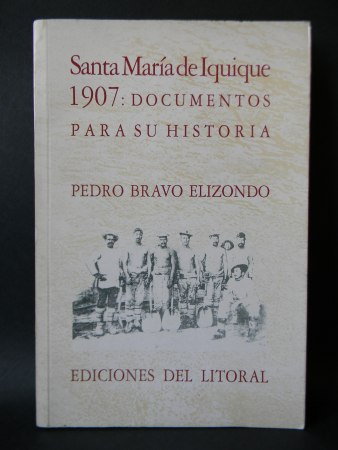 Santa María de Iquique
1907: DOCUMENTOS
PARA SU HISTORIA
PEDRO BRAVO ELIZONDO
EDICIONES DEL LITORAL